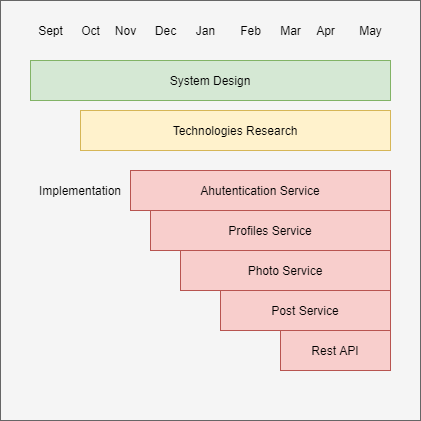 Sept Oct Nov Dec Jan Feb Mar Apr May
System Design
Technologies Research
Implementation Ahutentication Service
Profiles Service
Photo Service
Post Service
Rest API